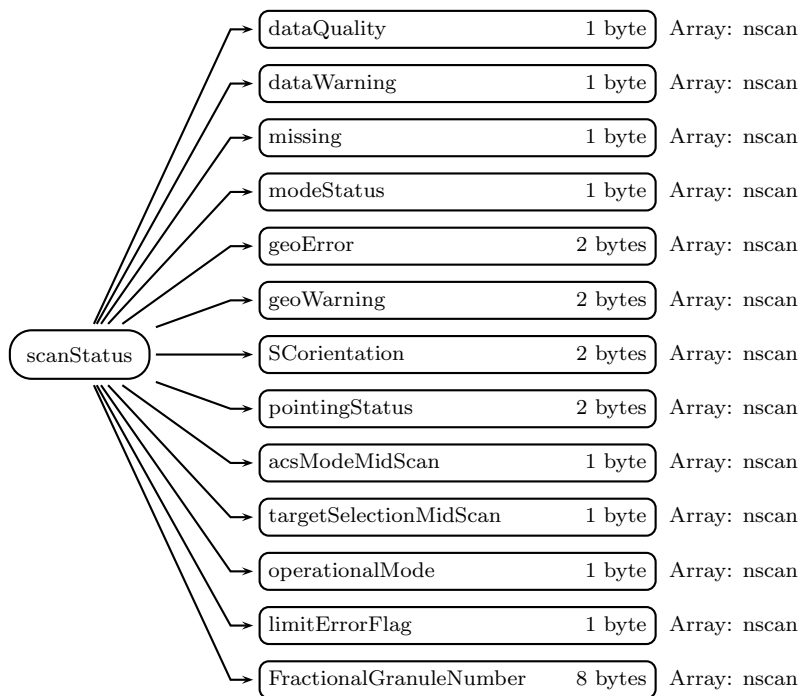 dataQuality 1 byte Array: nscan
dataWarning 1 byte Array: nscan
missing 1 byte Array: nscan
modeStatus 1 byte Array: nscan
geoError 2 bytes Array: nscan
geoWarning 2 bytes Array: nscan
scanStatus SCorientation 2 bytes Array: nscan
pointingStatus 2 bytes Array: nscan
acsModeMidScan 1 byte Array: nscan
targetSelectionMidScan 1 byte Array: nscan
operationalMode 1 byte Array: nscan
limitErrorFlag 1 byte Array: nscan
FractionalGranuleNumber 8 bytes Array: nscan